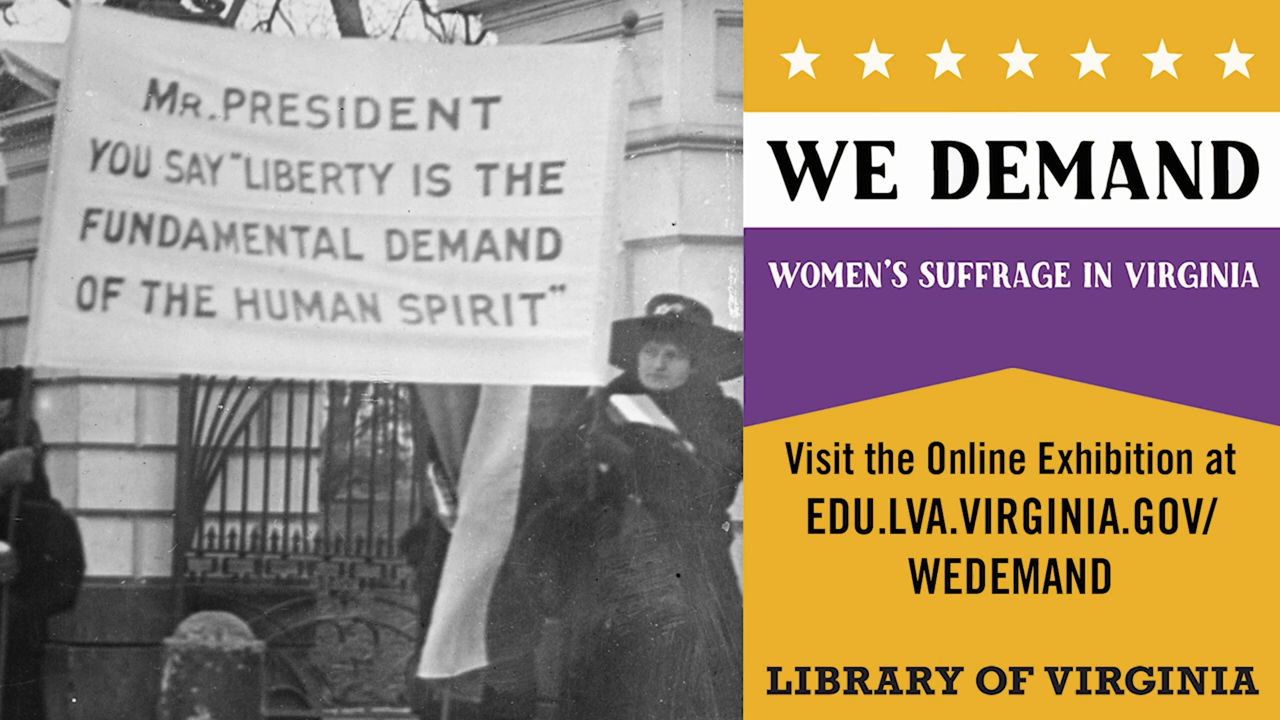 MR. PRESIDENT
YOU SAY "LIBERTY IS THE
FUNDAMENTAL DEMAND
OF THE HUMAN SPIRIT"
WE DEMAND
WOMEN'S SUFFRAGE IN VIRGINIA
Visit the Online Exhibition at
EDU.LVA.VIRGINIA.GOV/
WEDEMAND
LIBRARY OF VIRGINIA